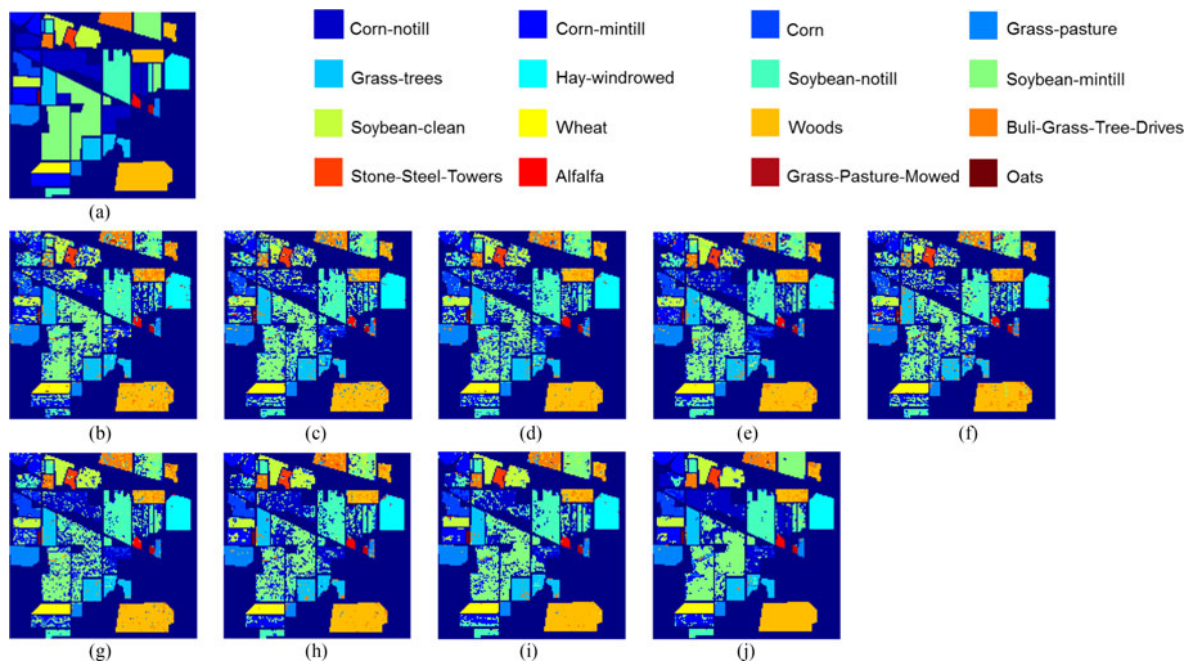 Corn-notill Corn-mintill Corn Grass-pasture
Grass-trees Hay-windrowed Soybean-notill Soybean-mintill
Soybean-clean Wheat Woods Buli-Grass-Tree-Drives
Stone-Steel-Towers Alfalfa Grass-Pasture-Mowed Oats
(a)
(b) (c) (d) (e) (f)
(g) (h) (i) (j)